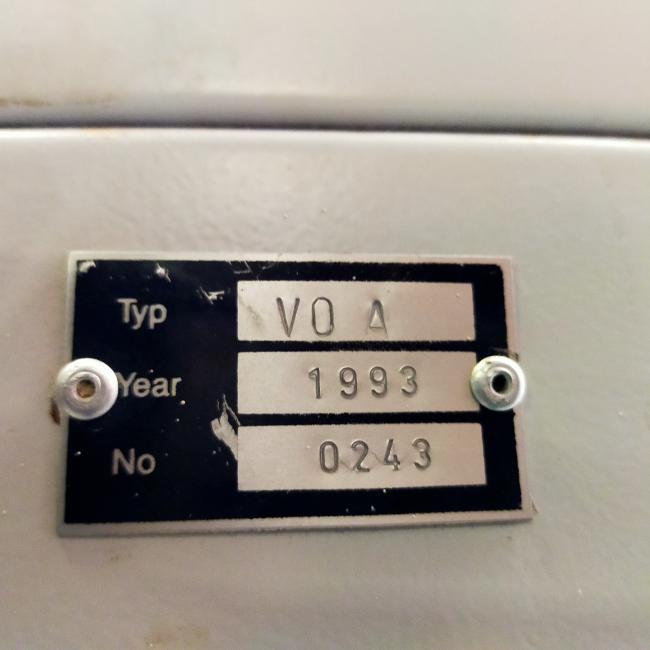 Typ VO A
Year 1993
No 0243